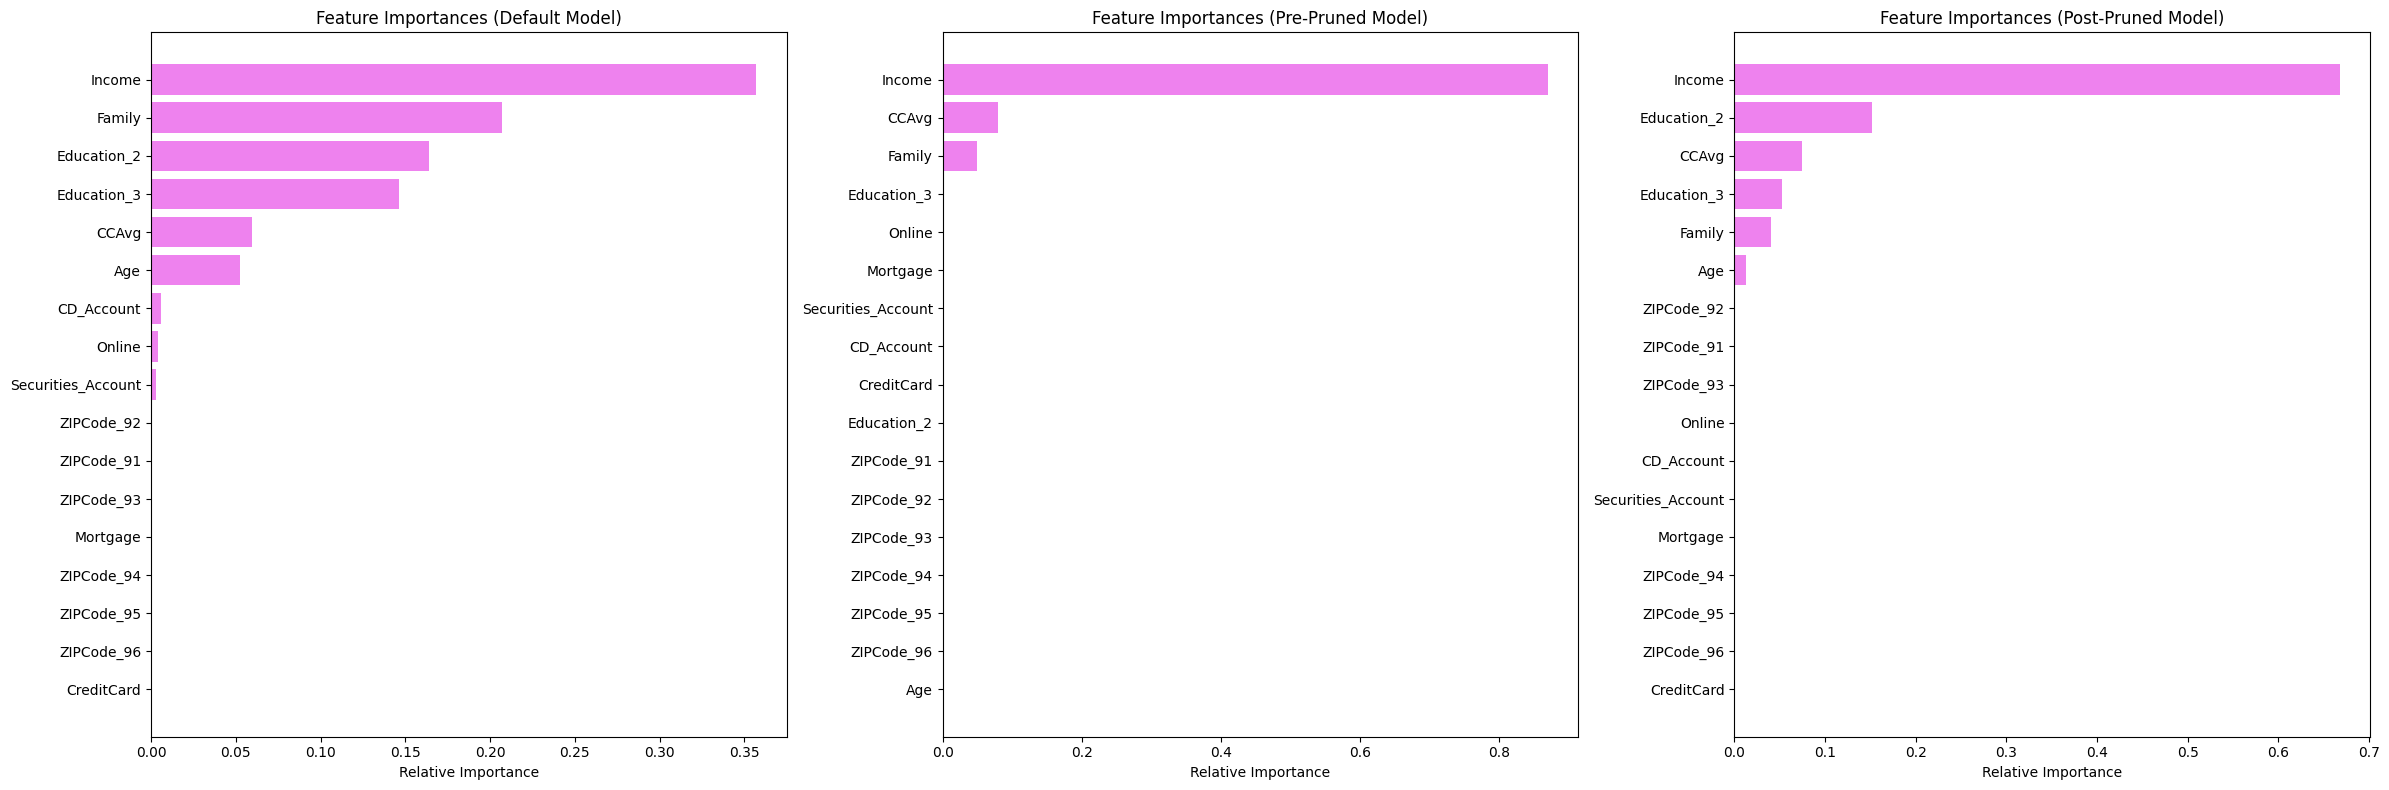 Feature Importances (Default Model)
Income
Family
Education_2
Education_3
CCAvg
Age
CD_Account
Online
Securities_Account
ZIPCode_92
ZIPCode_91
ZIPCode_93
Mortgage
ZIPCode_94
ZIPCode_95
ZIPCode_96
CreditCard
0.00 0.05 0.10 0.15 0.20 0.25 0.30 0.35
Relative Importance
Feature Importances (Pre-Pruned Model)
Income
CCAvg
Family
Education_3
Online
Mortgage
Securities_Account
CD_Account
CreditCard
Education_2
ZIPCode_91
ZIPCode_92
ZIPCode_93
ZIPCode_94
ZIPCode_95
ZIPCode_96
Age
0.0 0.2 0.4 0.6 0.8
Relative Importance
Feature Importances (Post-Pruned Model)
Income
Education_2
CCAvg
Education_3
Family
Age
ZIPCode_92
ZIPCode_91
ZIPCode_93
Online
CD_Account
Securities_Account
Mortgage
ZIPCode_94
ZIPCode_95
ZIPCode_96
CreditCard
0.0 0.1 0.2 0.3 0.4 0.5 0.6 0.7
Relative Importance